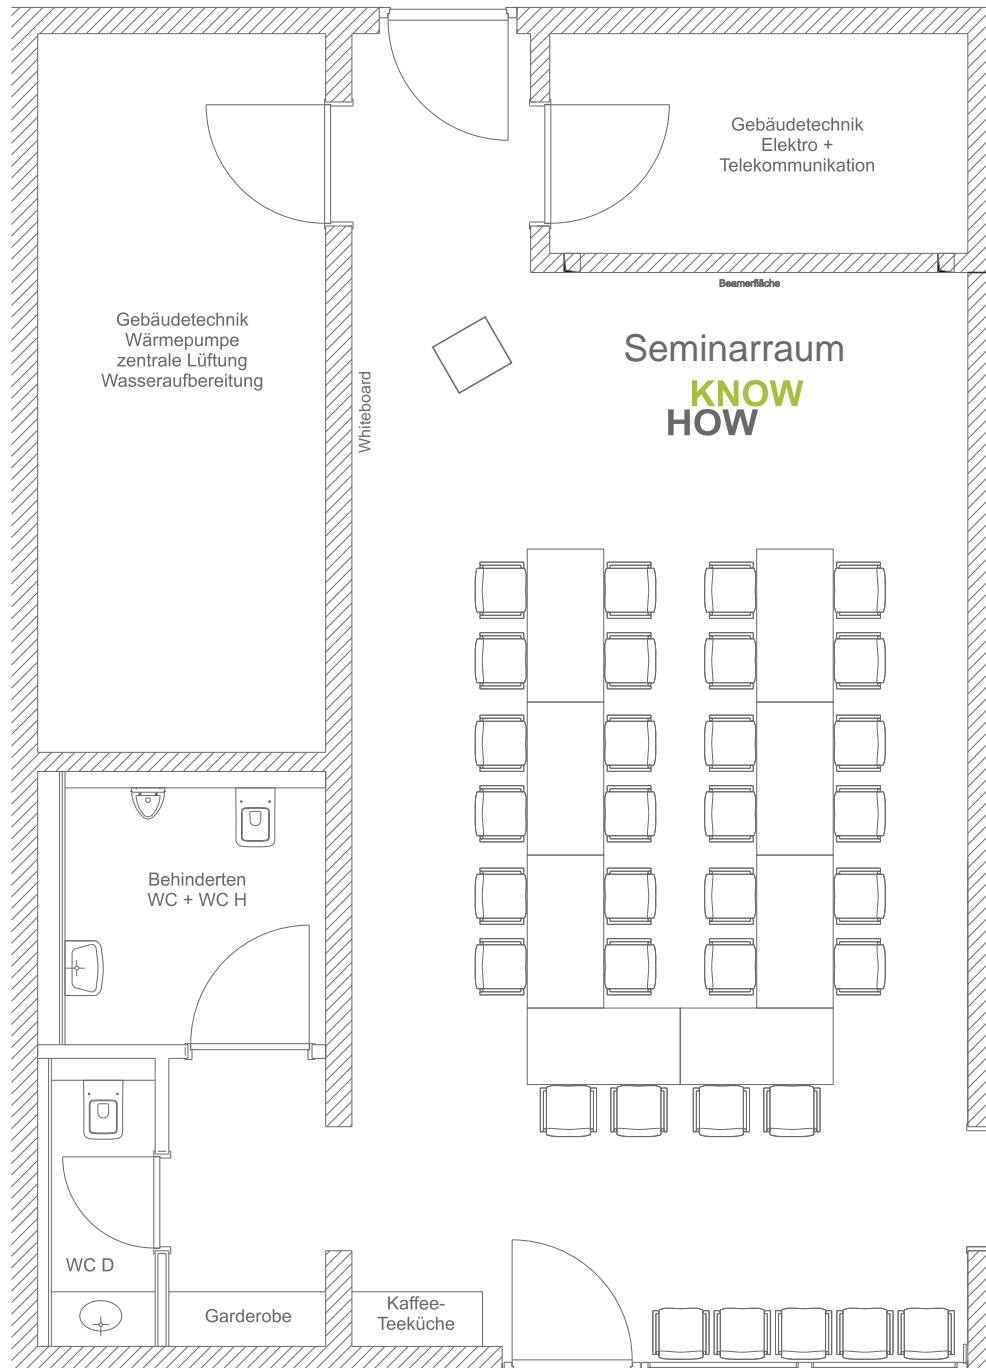 Gebäudetechnik
Elektro +
Telekommunikation
Beamerfläche
Gebäudetechnik
Wärmepumpe
zentrale Lüftung
Wasseraufbereitung
Whiteboard
Seminarraum
KNOW
HOW
Behinderten
WC + WC H
WC D
Garderobe
Kaffee-
Teeküche